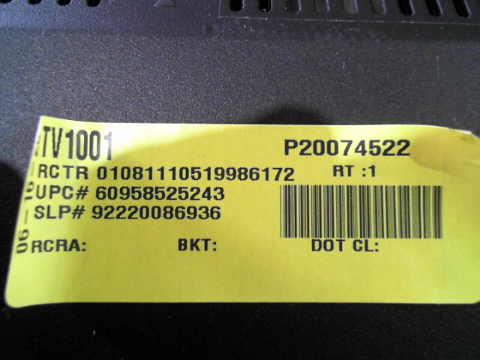 TV1001 P20074522
RCTR 01081110519986172 RT :1
UPC# 60958525243
SLP# 92220086936
RCRA: BKT: DOT CL: